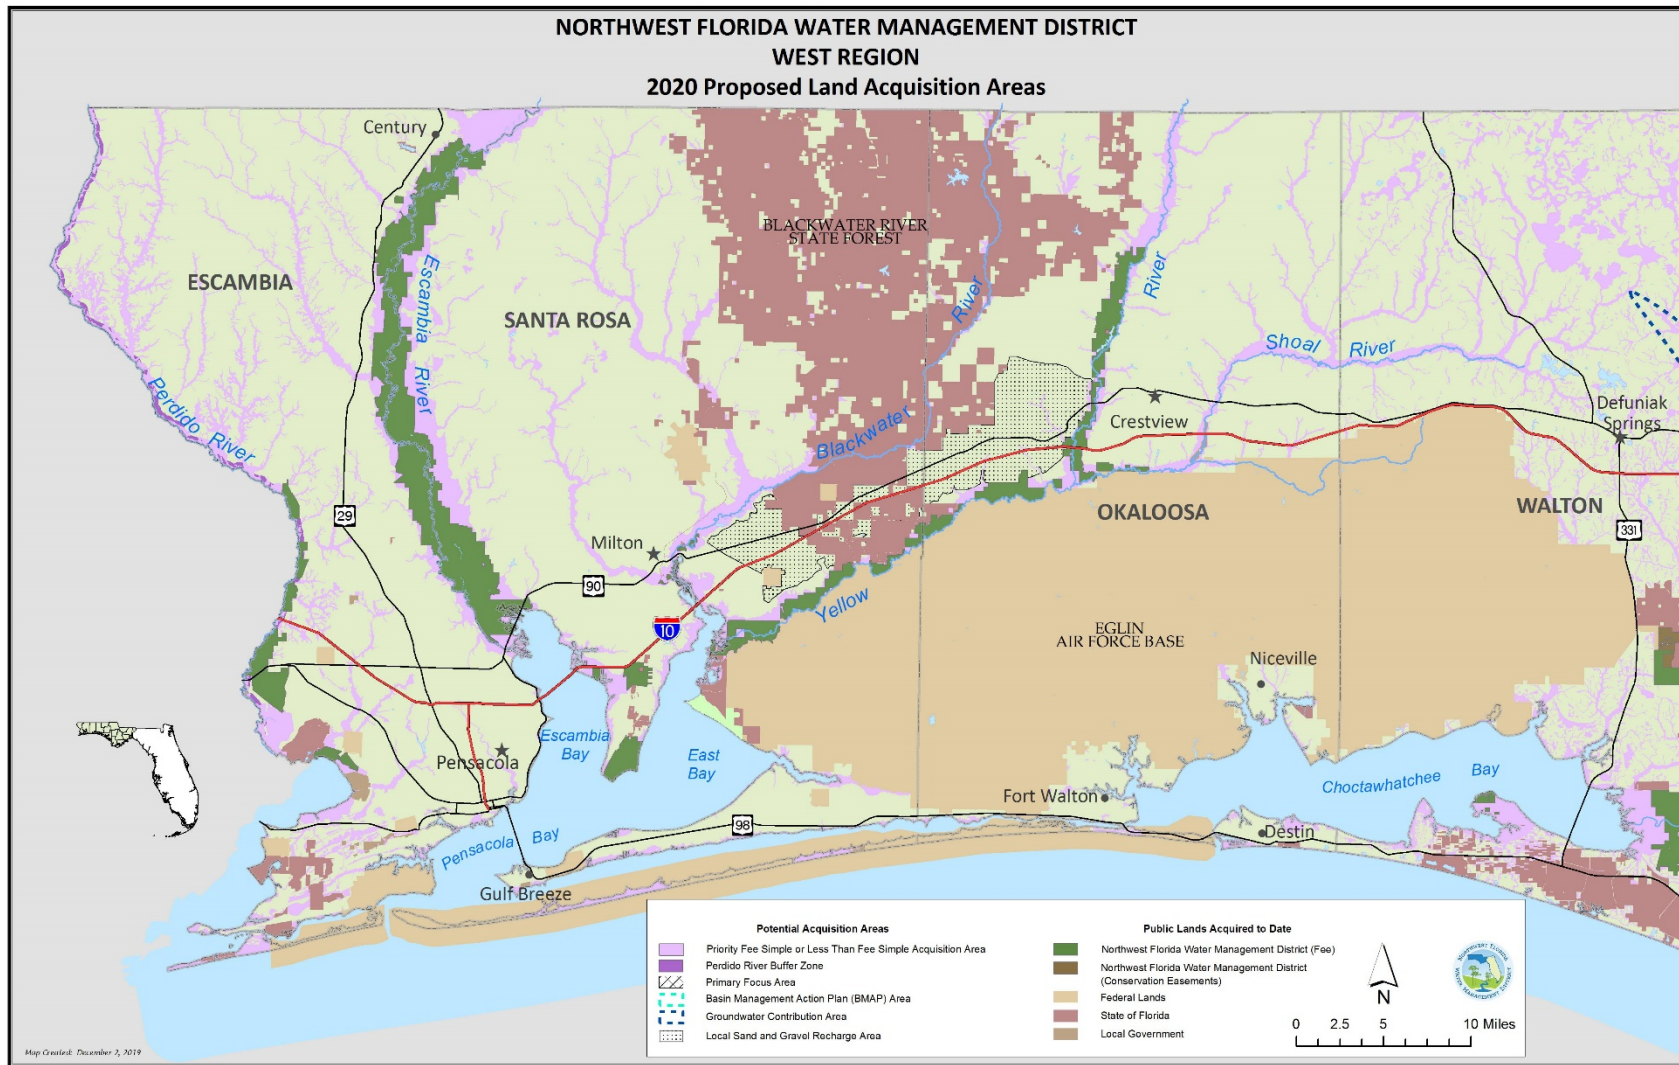 NORTHWEST FLORIDA WATER MANAGEMENT DISTRICT
WEST REGION
2020 Proposed Land Acquisition Areas
Century
BLACKWATER RIVER
STATE FOREST
ESCAMBIA
Escambia River
SANTA ROSA
River
River
Shoal River
Perdido River
Blackwater
Crestview
Defuniak
Springs
29
Milton
OKALOOSA
WALTON
331
90
Yellow
10
EGLIN
AIR FORCE BASE
Niceville
Escambia
Bay
East
Bay
Pensacola
Choctawhatchee Bay
Fort Walton
98
Destin
Pensacola Bay
Gulf Breeze
Potential Acquisition Areas
Priority Fee Simple or Less Than Fee Simple Acquisition Area
Perdido River Buffer Zone
Primary Focus Area
Basin Management Action Plan (BMAP) Area
Groundwater Contribution Area
Local Sand and Gravel Recharge Area
Public Lands Acquired to Date
Northwest Florida Water Management District (Fee)
Northwest Florida Water Management District
(Conservation Easements)
Federal Lands
State of Florida
Local Government
N
NORTHWEST FLORIDA
WATER MANAGEMENT DISTRICT
0 2.5 5 10 Miles
Map Created: December 2, 2019